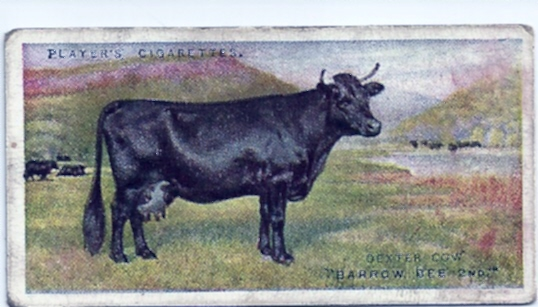 PLAYER'S CIGARETTES.
DEXTER COW
"BARROW BEE 2ND."